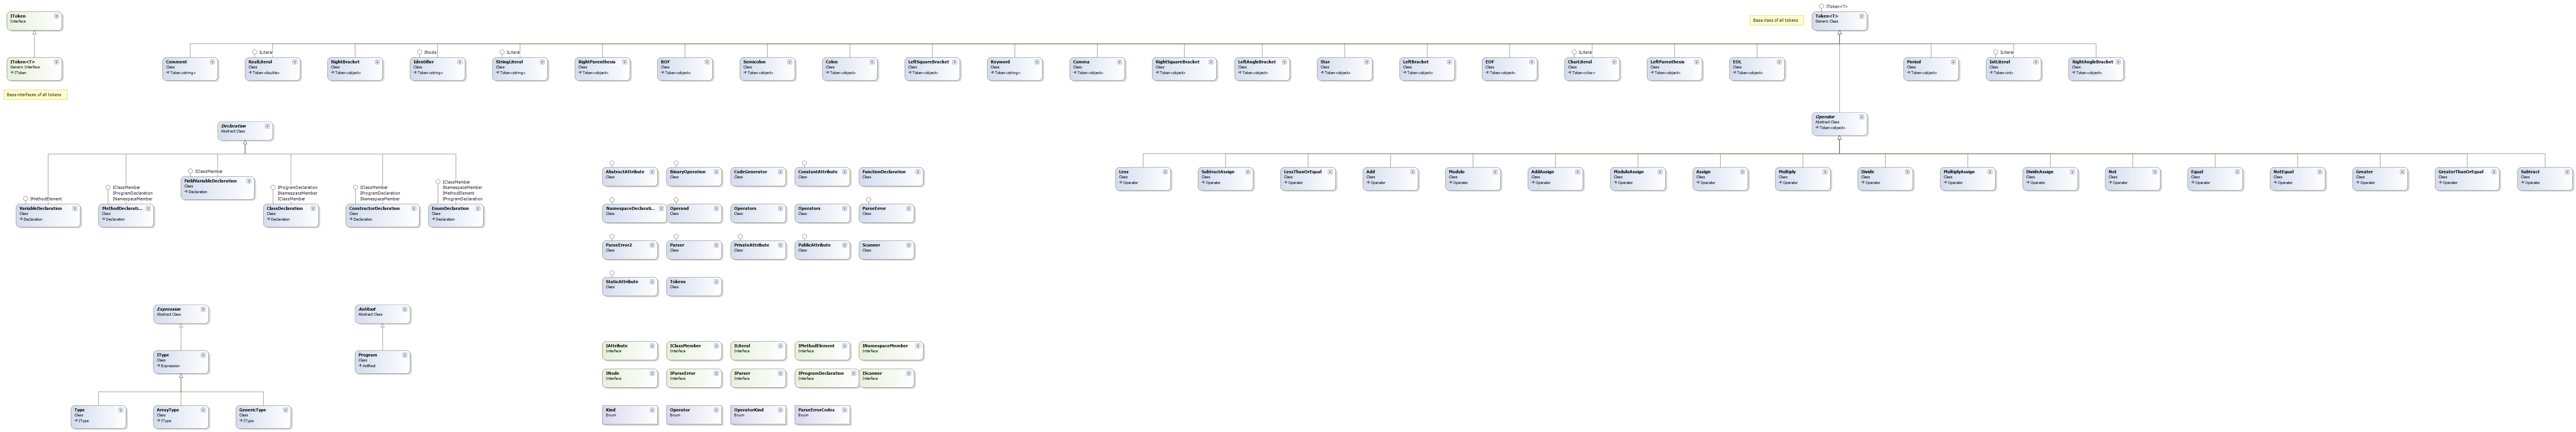 IToken
Interface
IToken<T>
Generic Interface
IToken
Base interfaces of all tokens
IToken<T>
Base class of all tokens
Token<T>
Generic Class
Comment
Class
Token<string>
ILiteral
RealLiteral
Class
Token<double>
RightBracket
Class
Token<object>
INode
Identifier
Class
Token<string>
ILiteral
StringLiteral
Class
Token<string>
RightParenthesis
Class
Token<object>
BOF
Class
Token<object>
Semicolon
Class
Token<object>
Colon
Class
Token<object>
LeftSquareBracket
Class
Token<object>
Keyword
Class
Token<string>
Comma
Class
Token<object>
RightSquareBracket
Class
Token<object>
LeftAngleBracket
Class
Token<object>
Star
Class
Token<object>
LeftBracket
Class
Token<object>
EOF
Class
Token<object>
ILiteral
CharLiteral
Class
Token<char>
LeftParenthesis
Class
Token<object>
EOL
Class
Token<object>
Period
Class
Token<object>
ILiteral
IntLiteral
Class
Token<int>
RightAngleBracket
Class
Token<object>
Operator
Abstract Class
Token<object>
Less
Class
Operator
SubtractAssign
Class
Operator
LessThanOrEqual
Class
Operator
Add
Class
Operator
Modulo
Class
Operator
AddAssign
Class
Operator
ModuloAssign
Class
Operator
Assign
Class
Operator
Multiply
Class
Operator
Divide
Class
Operator
MultiplyAssign
Class
Operator
DivideAssign
Class
Operator
Not
Class
Operator
Equal
Class
Operator
NotEqual
Class
Operator
Greater
Class
Operator
GreaterThanOrEqual
Class
Operator
Subtract
Class
Operator
Declaration
Abstract Class
IMethodElement
VariableDeclaration
Class
Declaration
IClassMember
IProgramDeclaration
INamespaceMember
MethodDeclarati...
Class
Declaration
IClassMember
FieldVariableDeclaration
Class
Declaration
IProgramDeclaration
INamespaceMember
IClassMember
ClassDeclaration
Class
Declaration
IClassMember
IProgramDeclaration
INamespaceMember
ConstructorDeclaration
Class
Declaration
IClassMember
INamespaceMember
IMethodElement
IProgramDeclaration
EnumDeclaration
Class
Declaration
AbstractAttribute
Class
BinaryOperation
Class
CodeGenerator
Class
ConstantAttribute
Class
FunctionDeclaration
Class
NamespaceDeclarati...
Class
Operand
Class
Operators
Class
Operators
Class
ParseError
Class
ParseError2
Class
Parser
Class
PrivateAttribute
Class
PublicAttribute
Class
Scanner
Class
StaticAttribute
Class
Tokens
Class
Expression
Abstract Class
IType
Class
Expression
Type
Class
IType
ArrayType
Class
IType
GenericType
Class
IType
AstRoot
Abstract Class
Program
Class
AstRoot
IAttribute
Interface
IClassMember
Interface
ILiteral
Interface
IMethodElement
Interface
INamespaceMember
Interface
INode
Interface
IParseError
Interface
IParser
Interface
IProgramDeclaration
Interface
IScanner
Interface
Kind
Enum
Operator
Enum
OperatorKind
Enum
ParseErrorCodes
Enum